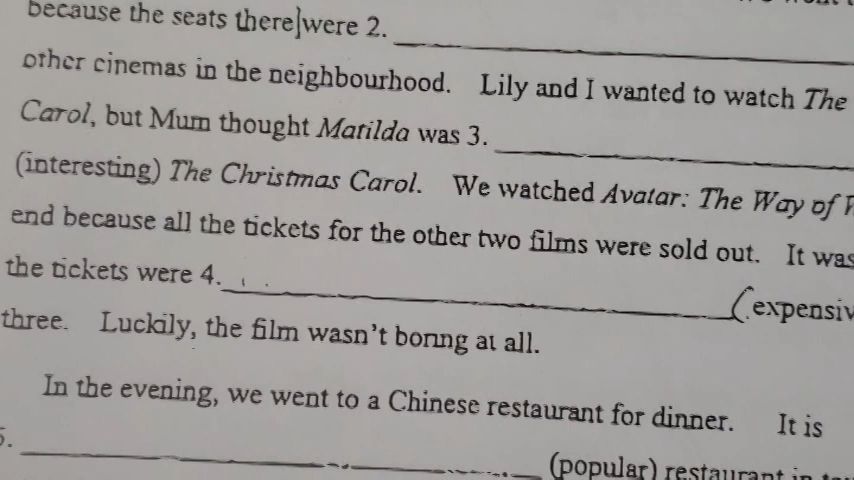 because the seats there were 2. ____________
other cinemas in the neighbourhood. Lily and I wanted to watch The
Carol, but Mum thought Matilda was 3. ____________
(interesting) The Christmas Carol. We watched Avatar: The Way of
end because all the tickets for the other two films were sold out. It was
the tickets were 4. ____________ (expensiv
three. Luckily, the film wasn't boring at all.
In the evening, we went to a Chinese restaurant for dinner. It is
5. ____________ (popular) restaurant in